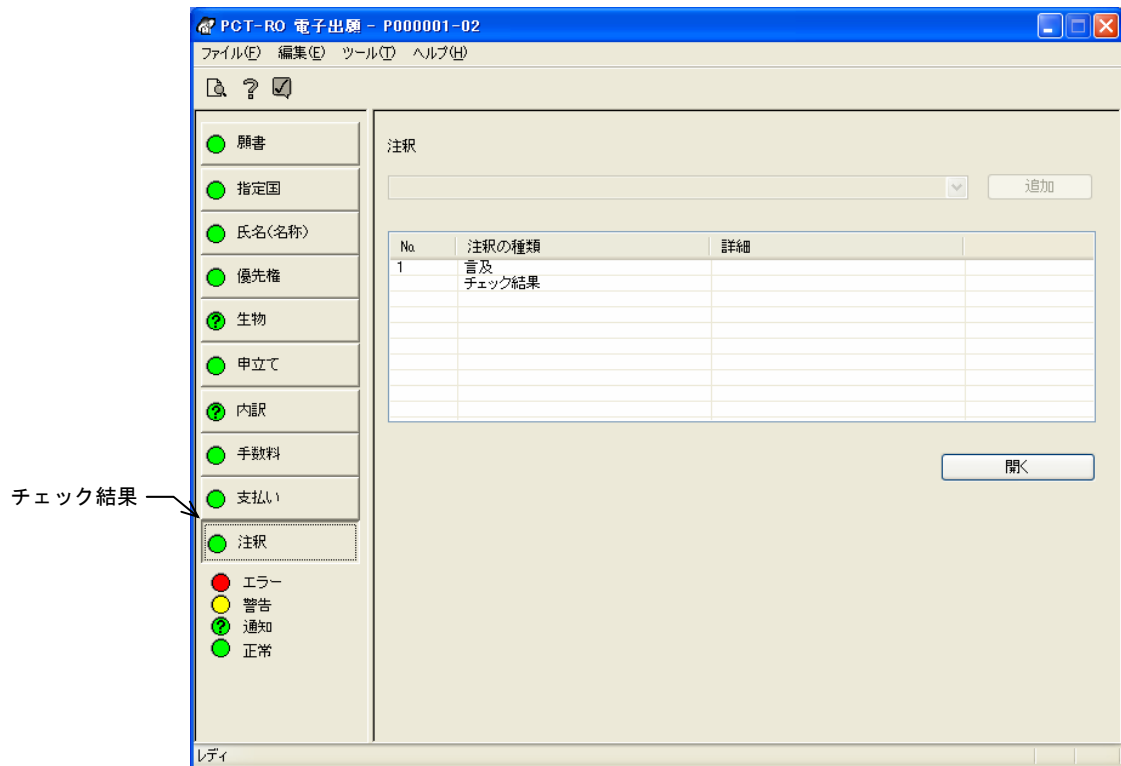 PCT-RO 電子出願 - P000001-02
ファイル(F) 編集(E) ツール(T) ヘルプ(H)
願書
指定国
氏名(名称)
優先権
生物
申立て
内訳
手数料
支払い
注釈
エラー
警告
通知
正常
チェック結果
注釈
追加
No. 注釈の種類 詳細
1 言及
チェック結果
開く
レディ